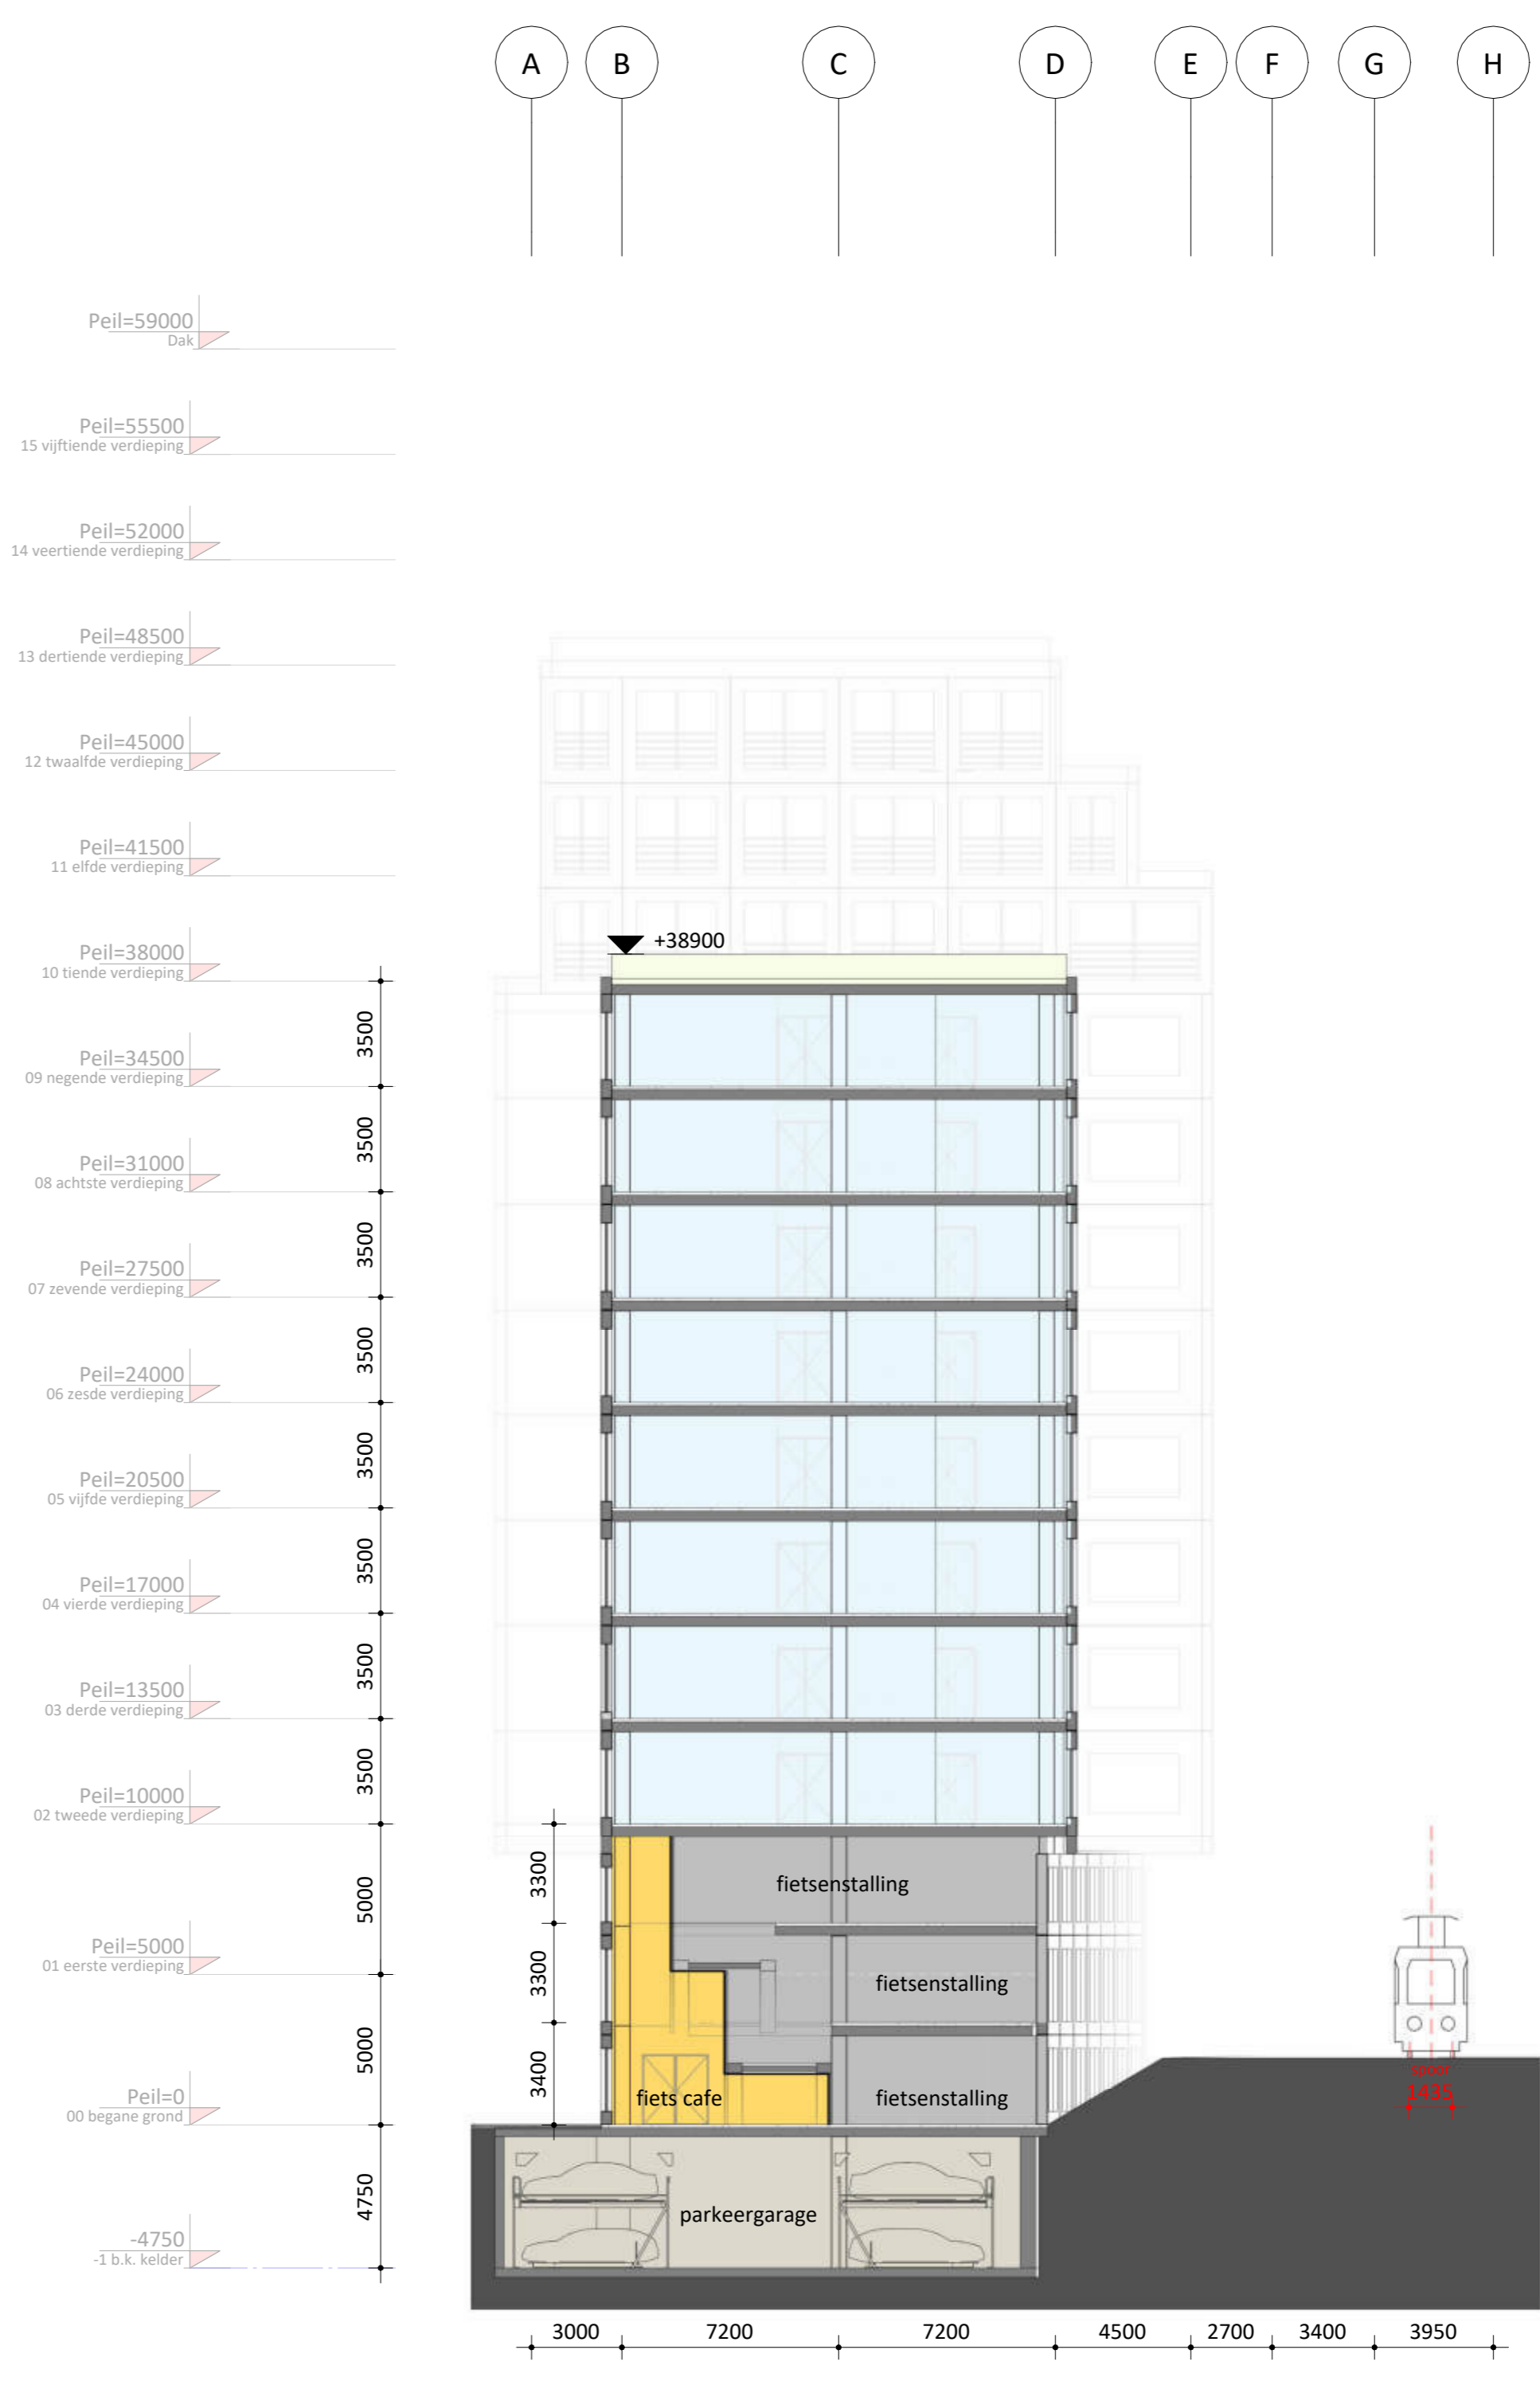 A B C D E F G H
Peil=59000
Dak
Peil=55500
15 vijftiende verdieping
Peil=52000
14 veertiende verdieping
Peil=48500
13 dertiende verdieping
Peil=45000
12 twaalfde verdieping
Peil=41500
11 elfde verdieping
+38900
Peil=38000
10 tiende verdieping
3500
Peil=34500
09 negende verdieping
3500
Peil=31000
08 achtste verdieping
3500
Peil=27500
07 zevende verdieping
3500
Peil=24000
06 zesde verdieping
3500
Peil=20500
05 vijfde verdieping
3500
Peil=17000
04 vierde verdieping
3500
Peil=13500
03 derde verdieping
3500
Peil=10000
02 tweede verdieping
3300
fietsenstalling
5000
Peil=5000
01 eerste verdieping
3300
fietsenstalling
5000
3400
Peil=0
00 begane grond
fiets cafe
fietsenstalling
spoor
1435
4750
parkeergarage
-4750
-1 b.k. kelder
3000 7200 7200 4500 2700 3400 3950